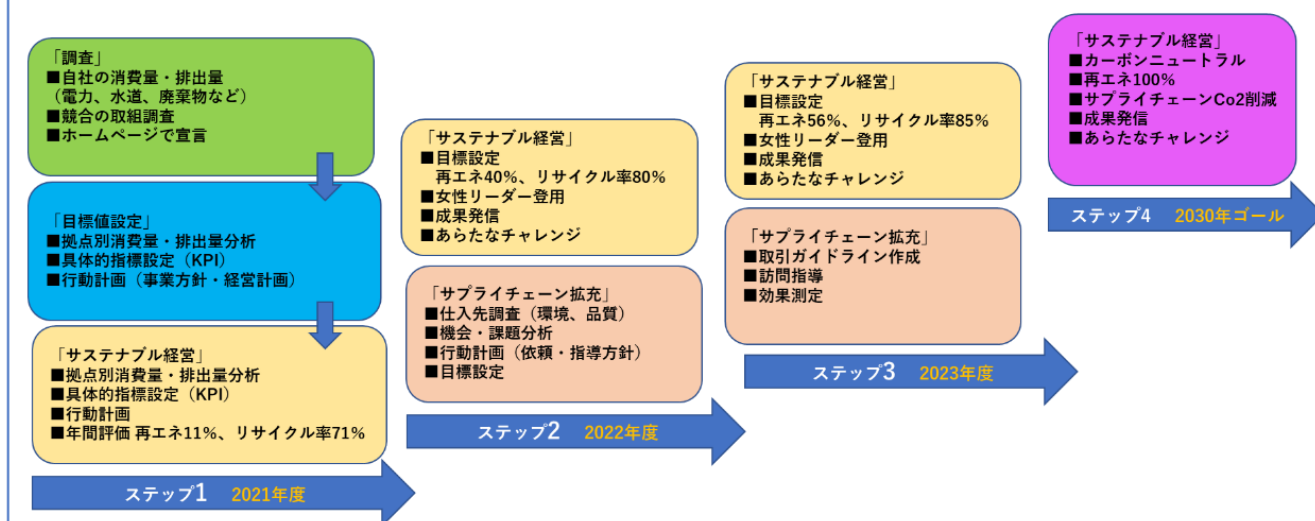 「調査」
■自社の消費量・排出量
（電力、水道、廃棄物など）
■競合の取組調査
■ホームページで宣言
「目標値設定」
■拠点別消費量・排出量分析
■具体的指標設定（KPI）
■行動計画（事業方針・経営計画）
「サステナブル経営」
■拠点別消費量・排出量分析
■具体的指標設定（KPI）
■行動計画
■年間評価 再エネ11%、リサイクル率71%
ステップ1 2021年度
「サステナブル経営」
■目標設定
再エネ40%、リサイクル率80%
■女性リーダー登用
■成果発信
■あらたなチャレンジ
「サプライチェーン拡充」
■仕入先調査（環境、品質）
■機会・課題分析
■行動計画（依頼・指導方針）
■目標設定
ステップ2 2022年度
「サステナブル経営」
■目標設定
再エネ56%、リサイクル率85%
■女性リーダー登用
■成果発信
■あらたなチャレンジ
「サプライチェーン拡充」
■取引ガイドライン作成
■訪問指導
■効果測定
ステップ3 2023年度
「サステナブル経営」
■カーボンニュートラル
■再エネ100%
■サプライチェーンCo2削減
■成果発信
■あらたなチャレンジ
ステップ4 2030年ゴール